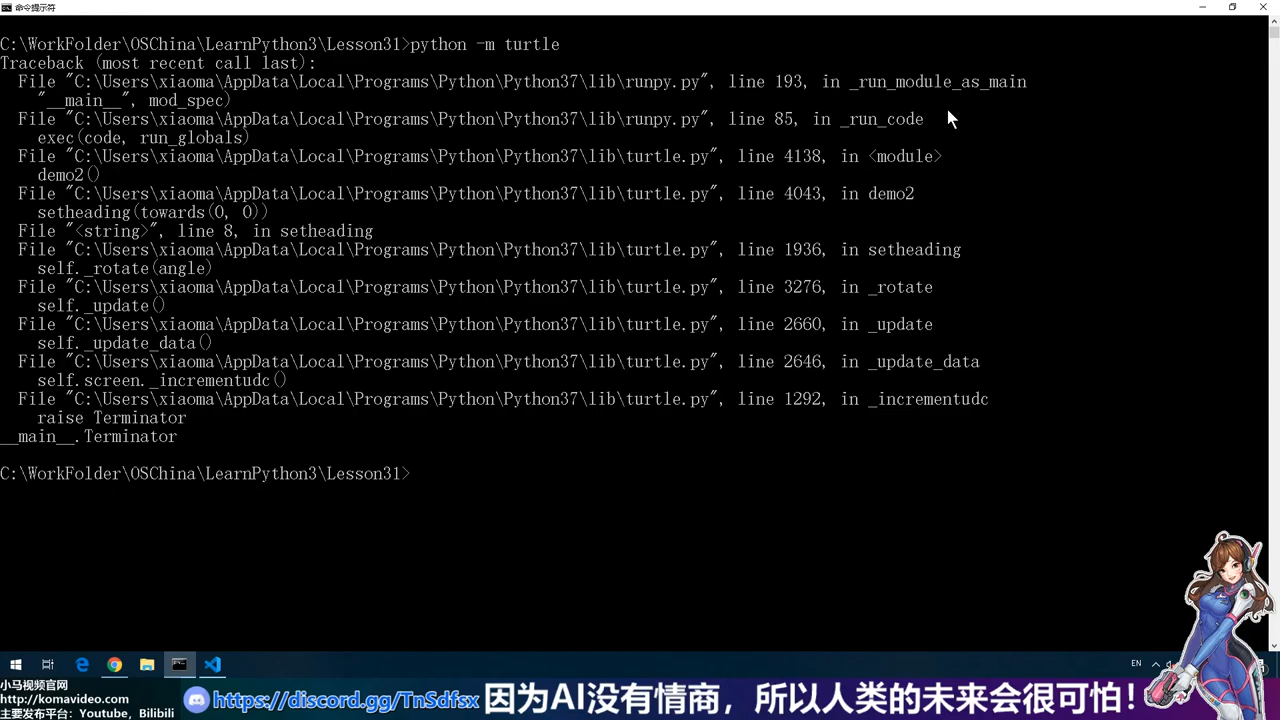 命令提示符
C:\WorkFolder\OSChina\LearnPython3\Lesson31>python -m turtle
Traceback (most recent call last):
  File "C:\Users\xiaoma\AppData\Local\Programs\Python\Python37\lib\runpy.py", line 193, in _run_module_as_main
    "__main__", mod_spec)
  File "C:\Users\xiaoma\AppData\Local\Programs\Python\Python37\lib\runpy.py", line 85, in _run_code
    exec(code, run_globals)
  File "C:\Users\xiaoma\AppData\Local\Programs\Python\Python37\lib\turtle.py", line 4138, in <module>
    demo2()
  File "C:\Users\xiaoma\AppData\Local\Programs\Python\Python37\lib\turtle.py", line 4043, in demo2
    setheading(towards(0, 0))
  File "<string>", line 8, in setheading
  File "C:\Users\xiaoma\AppData\Local\Programs\Python\Python37\lib\turtle.py", line 1936, in setheading
    self._rotate(angle)
  File "C:\Users\xiaoma\AppData\Local\Programs\Python\Python37\lib\turtle.py", line 3276, in _rotate
    self._update()
  File "C:\Users\xiaoma\AppData\Local\Programs\Python\Python37\lib\turtle.py", line 2660, in _update
    self._update_data()
  File "C:\Users\xiaoma\AppData\Local\Programs\Python\Python37\lib\turtle.py", line 2646, in _update_data
    self.screen._incrementudc()
  File "C:\Users\xiaoma\AppData\Local\Programs\Python\Python37\lib\turtle.py", line 1292, in _incrementudc
    raise Terminator
__main__.Terminator
C:\WorkFolder\OSChina\LearnPython3\Lesson31>
EN
小马视频官网
http://komavideo.com
主要发布平台：Youtube，Bilibili
https://discord.gg/TnSdfsx 因为AI没有情商，所以人类的未来会很可怕！